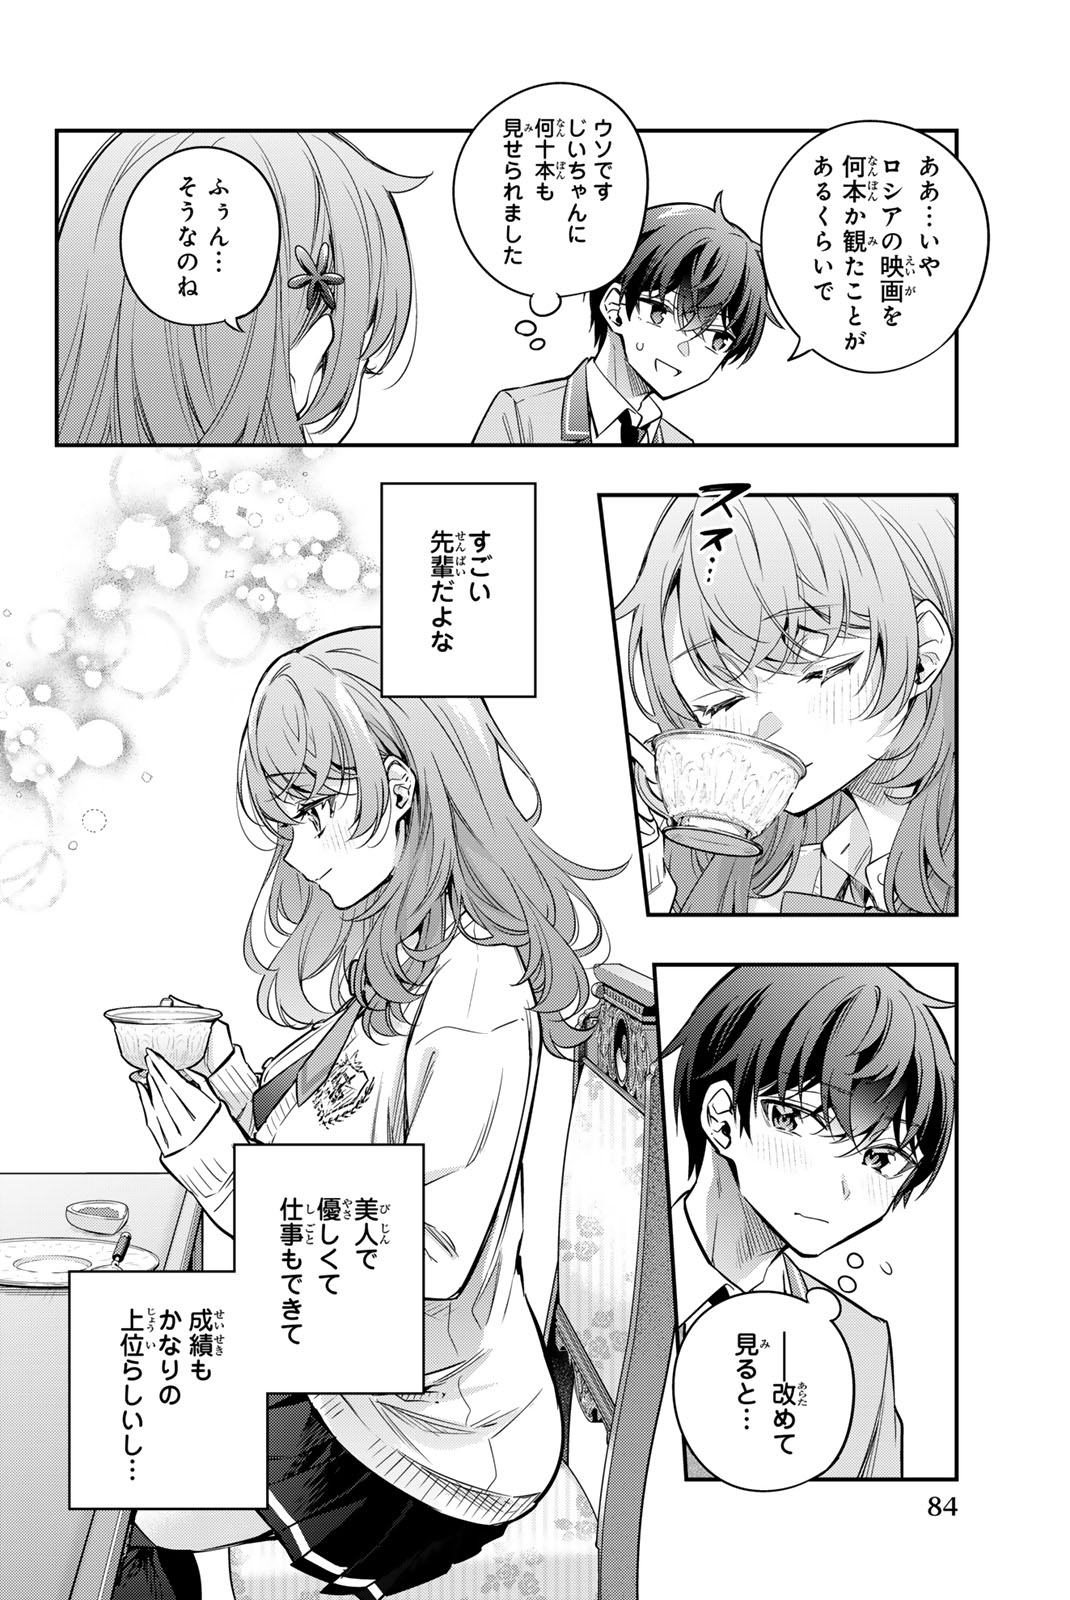 ああ…いや
ロシアの映画を
何本か観たことが
あるくらいで
ウソです
じいちゃんに
何十本も
見せられました
ふぅん…
そうなのね
スス…
――改めて
見ると…
すごい
先輩だよな
美人で
優しくて
仕事もできて
成績も
かなりの
上位らしいし…
84